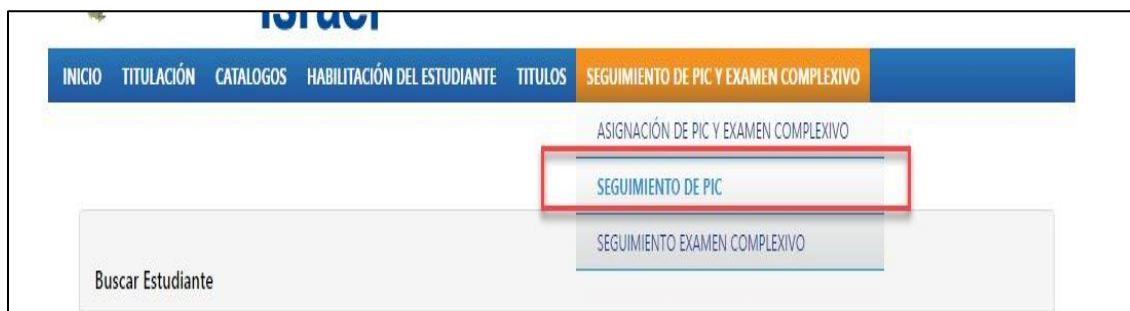 Israel
INICIO TITULACIÓN CATALOGOS HABILITACIÓN DEL ESTUDIANTE TITULOS SEGUIMIENTO DE PIC Y EXAMEN COMPLEXIVO
ASIGNACIÓN DE PIC Y EXAMEN COMPLEXIVO
SEGUIMIENTO DE PIC
SEGUIMIENTO EXAMEN COMPLEXIVO
Buscar Estudiante